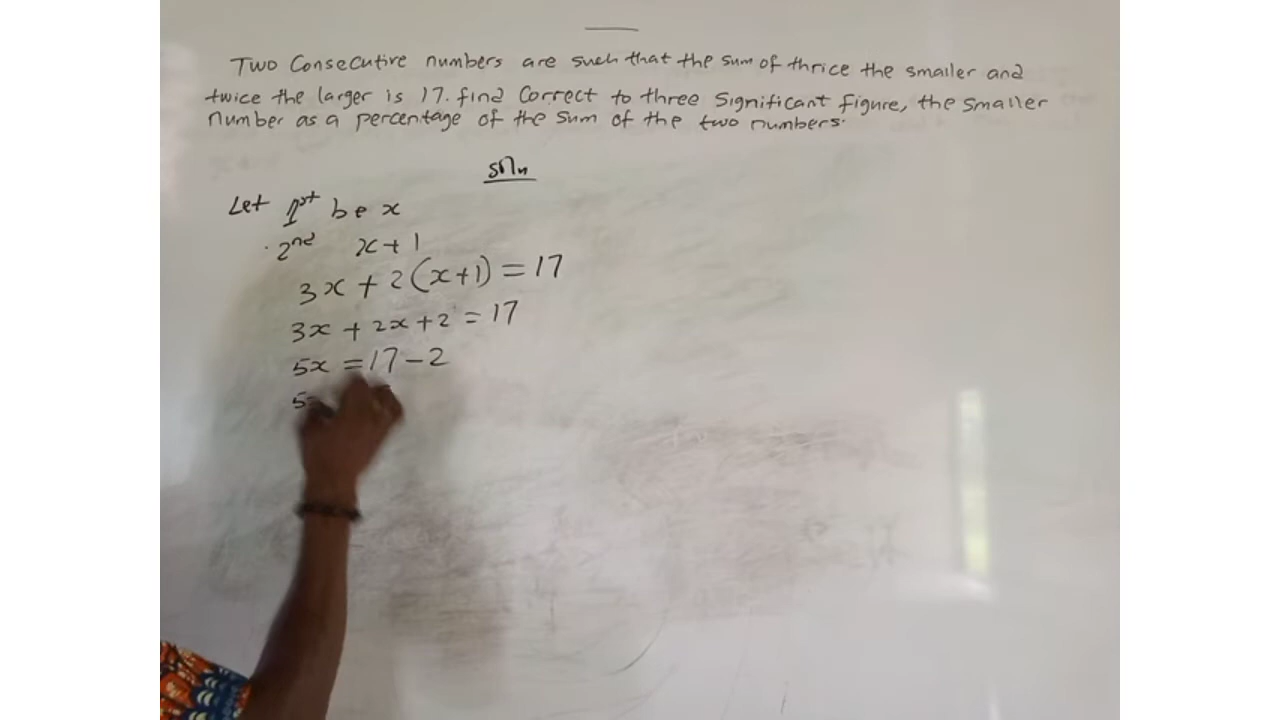 Two Consecutive numbers are such that the sum of thrice the smaller and
twice the larger is 17. find Correct to three Significant figure, the smaller
number as a percentage of the sum of the two numbers.
soln
Let 1st be x
2nd x + 1
3x + 2(x+1) = 17
3x + 2x + 2 = 17
5x = 17 - 2
5